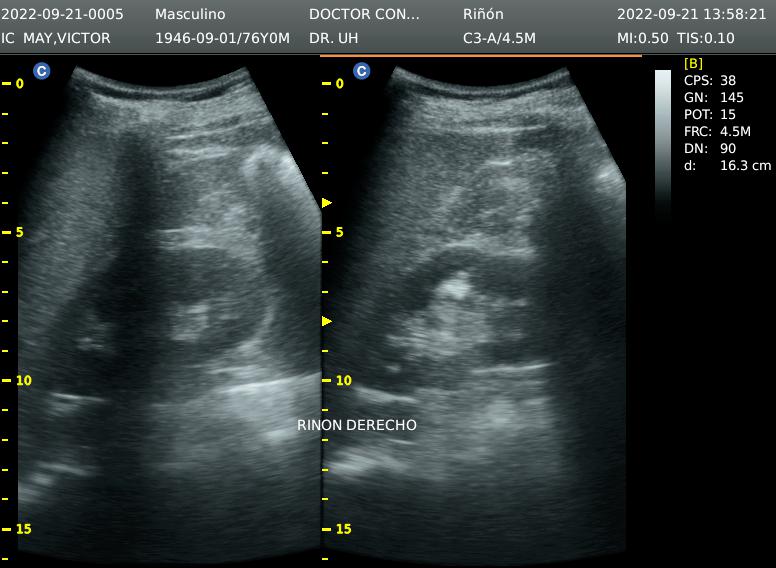 2022-09-21-0005 Masculino DOCTOR CON... Riñón 2022-09-21 13:58:21
IC MAY,VICTOR 1946-09-01/76Y0M DR. UH C3-A/4.5M MI:0.50 TIS:0.10
C
C
[B]
CPS: 38
GN: 145
POT: 15
FRC: 4.5M
DN: 90
d: 16.3 cm
0
5
10
15
0
5
10
15
RINON DERECHO